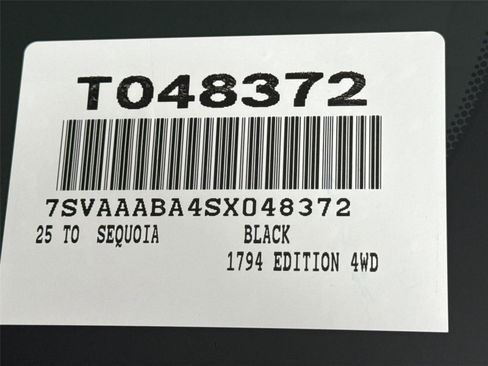 T048372
7SVAAABA4SX048372
25 TO SEQUOIA BLACK
1794 EDITION 4WD